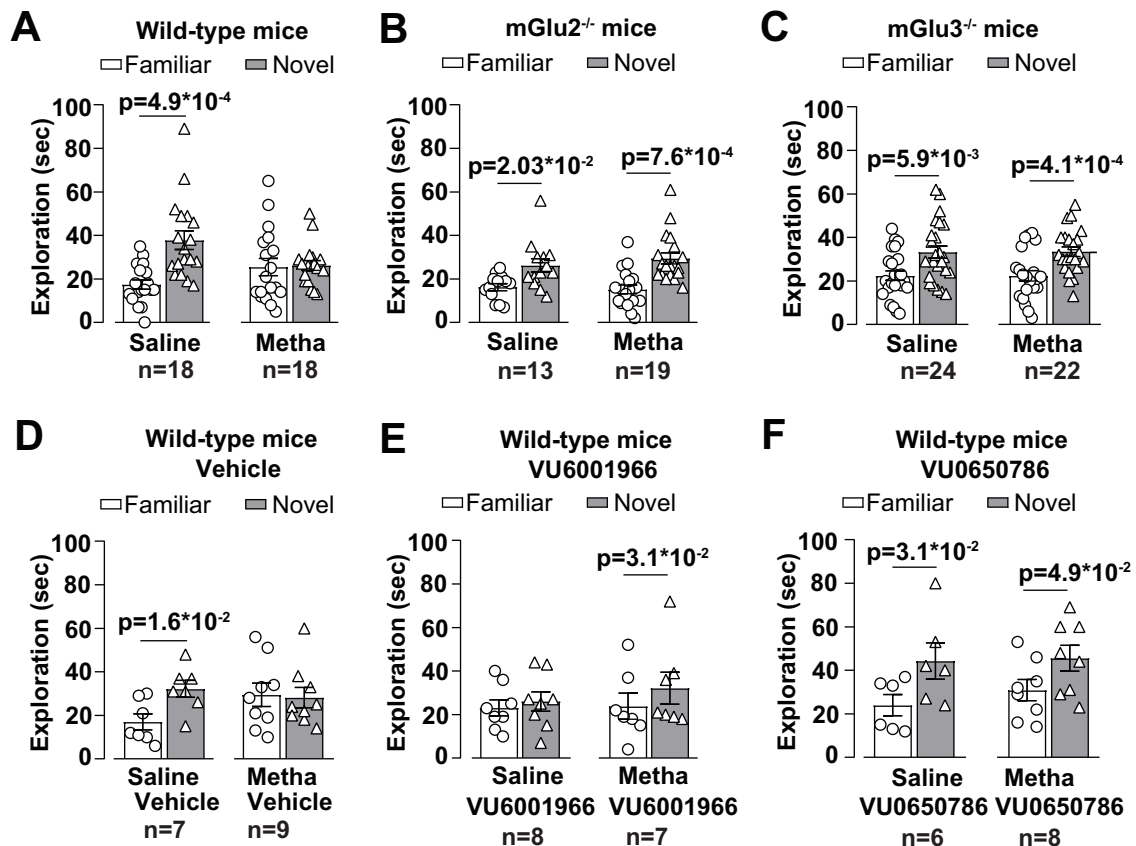 A
Wild-type mice
Familiar Novel
p=4.9*10-4
Exploration (sec)
100
80
60
40
20
0
Saline Metha
n=18 n=18
B
mGlu2-/- mice
Familiar Novel
p=2.03*10-2
p=7.6*10-4
Exploration (sec)
100
80
60
40
20
0
Saline Metha
n=13 n=19
C
mGlu3-/- mice
Familiar Novel
p=5.9*10-3
p=4.1*10-4
Exploration (sec)
100
80
60
40
20
0
Saline Metha
n=24 n=22
D
Wild-type mice
Vehicle
Familiar Novel
p=1.6*10-2
Exploration (sec)
100
80
60
40
20
0
Saline Metha
Vehicle Vehicle
n=7 n=9
E
Wild-type mice
VU6001966
Familiar Novel
p=3.1*10-2
Exploration (sec)
100
80
60
40
20
0
Saline Metha
VU6001966 VU6001966
n=8 n=7
F
Wild-type mice
VU0650786
Familiar Novel
p=3.1*10-2
p=4.9*10-2
Exploration (sec)
100
80
60
40
20
0
Saline Metha
VU0650786 VU0650786
n=6 n=8